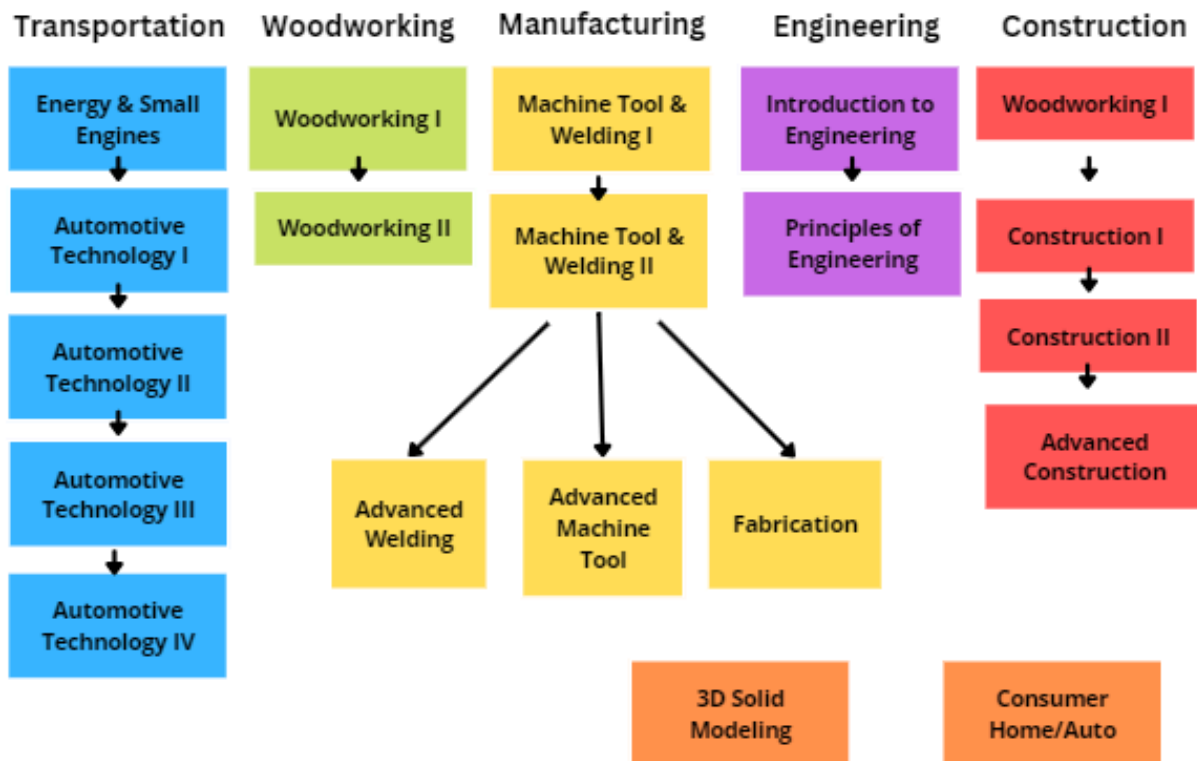 Transportation
Woodworking
Manufacturing
Engineering
Construction
Energy & Small
Engines
Automotive
Technology I
Automotive
Technology II
Automotive
Technology III
Automotive
Technology IV
Woodworking I
Woodworking II
Machine Tool &
Welding I
Machine Tool &
Welding II
Advanced
Welding
Advanced
Machine
Tool
Fabrication
Introduction to
Engineering
Principles of
Engineering
Woodworking I
Construction I
Construction II
Advanced
Construction
3D Solid
Modeling
Consumer
Home/Auto